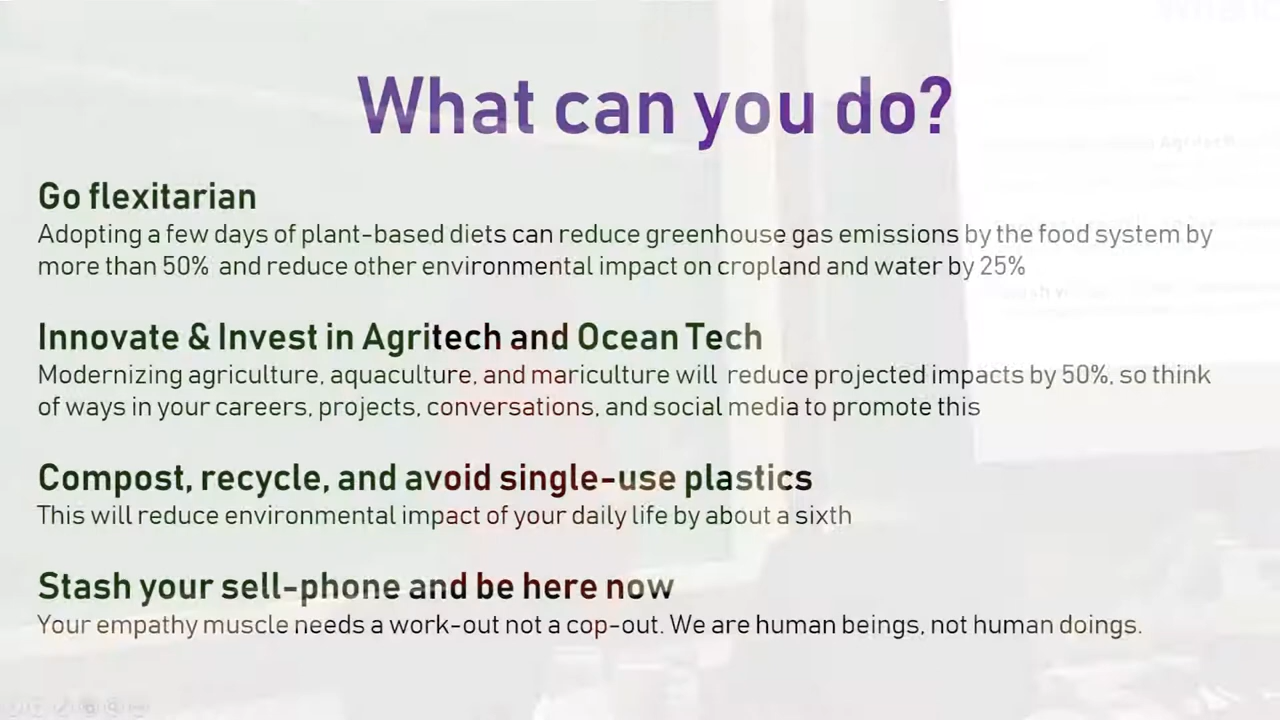 What can you do?
Go flexitarian
Adopting a few days of plant-based diets can reduce greenhouse gas emissions by the food system by
more than 50% and reduce other environmental impact on cropland and water by 25%
Innovate & Invest in Agritech and Ocean Tech
Modernizing agriculture, aquaculture, and mariculture will reduce projected impacts by 50%, so think
of ways in your careers, projects, conversations, and social media to promote this
Compost, recycle, and avoid single-use plastics
This will reduce environmental impact of your daily life by about a sixth
Stash your sell-phone and be here now
Your empathy muscle needs a work-out not a cop-out. We are human beings, not human doings.